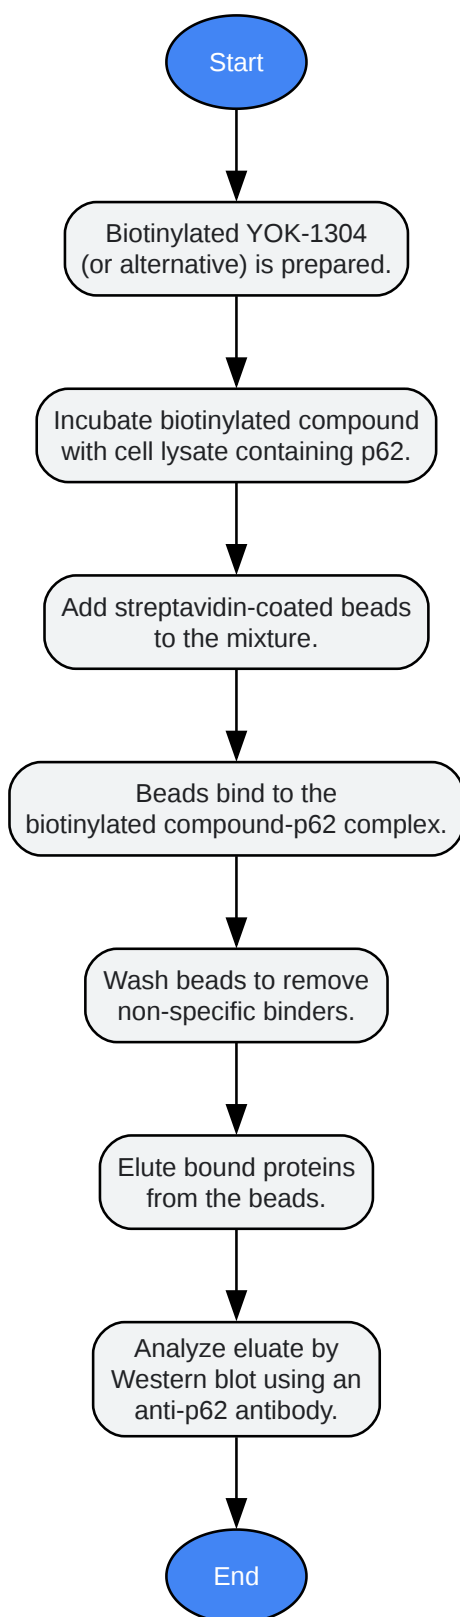 Start
Biotinylated YOK-1304
(or alternative) is prepared.
Incubate biotinylated compound
with cell lysate containing p62.
Add streptavidin-coated beads
to the mixture.
Beads bind to the
biotinylated compound-p62 complex.
Wash beads to remove
non-specific binders.
Elute bound proteins
from the beads.
Analyze eluate by
Western blot using an
anti-p62 antibody.
End